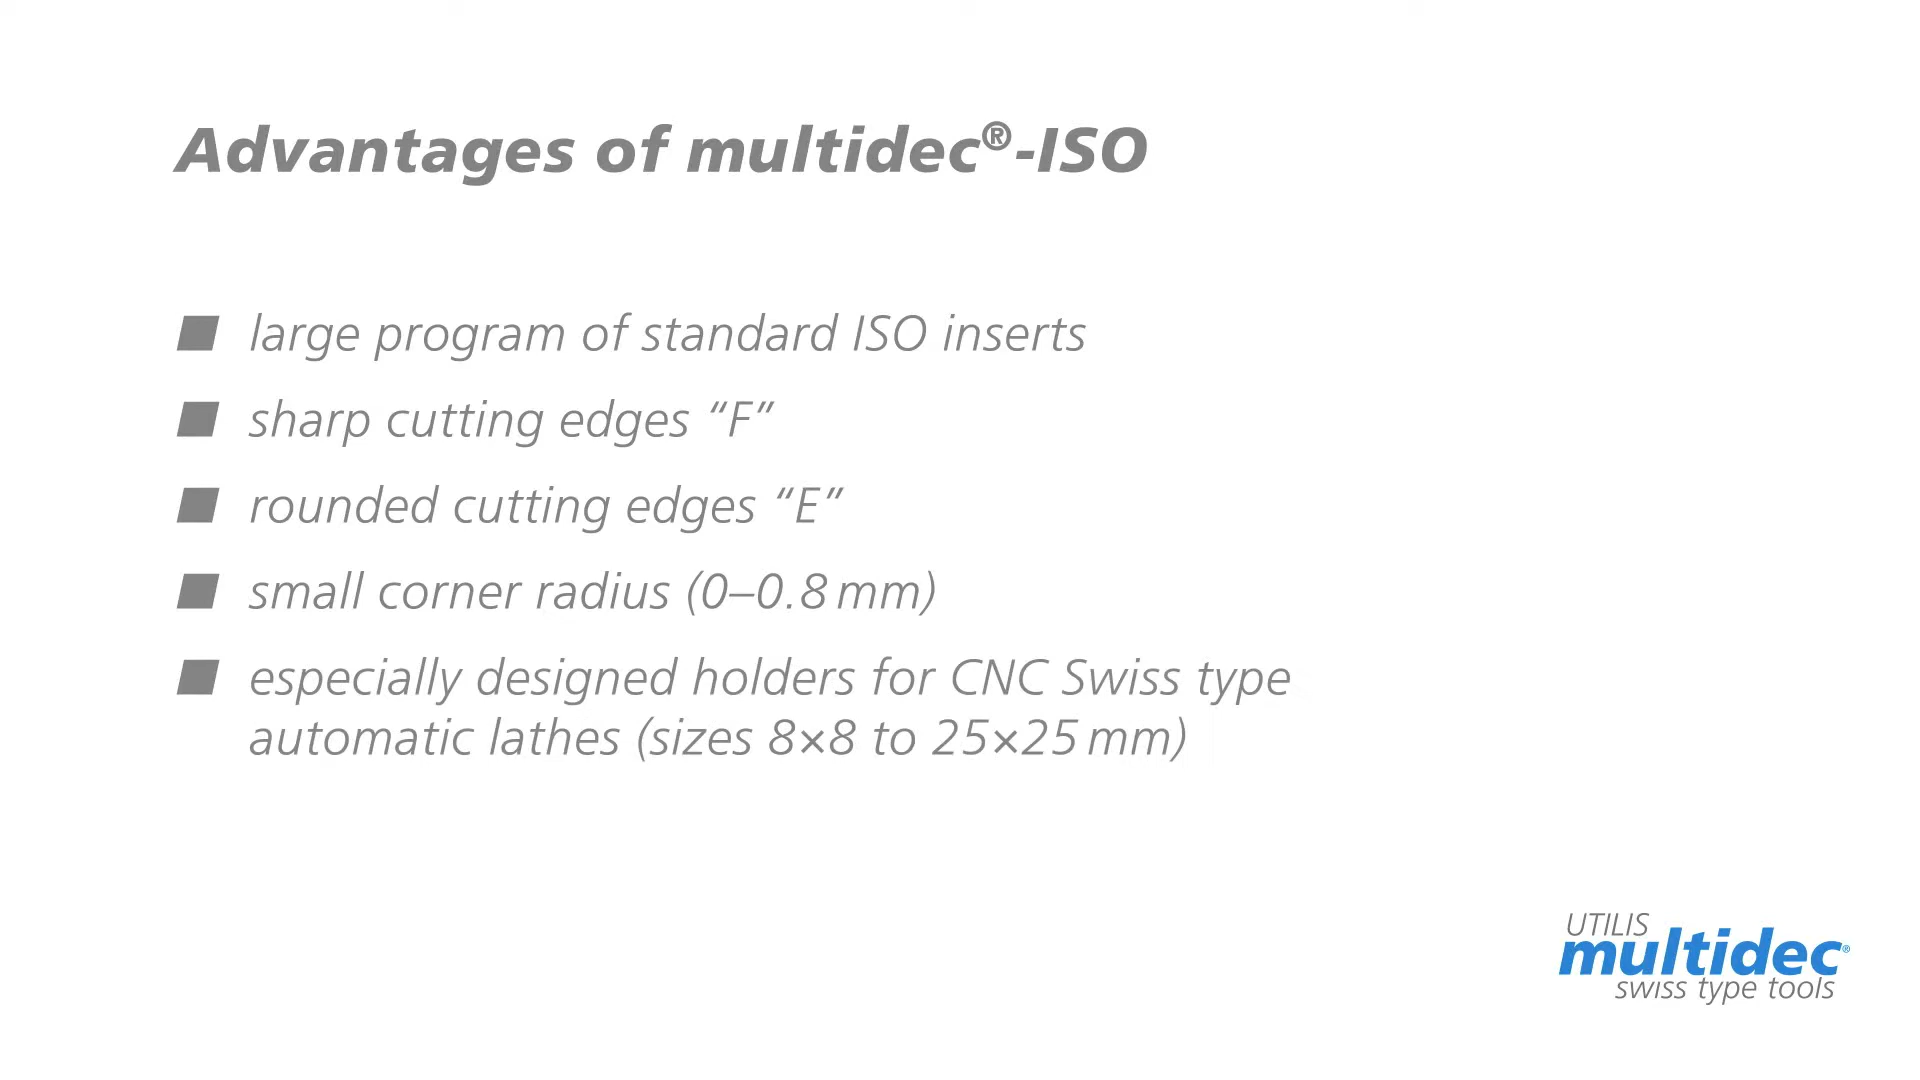 Advantages of multidec®-ISO
■ large program of standard ISO inserts
■ sharp cutting edges “F”
■ rounded cutting edges “E”
■ small corner radius (0–0.8 mm)
■ especially designed holders for CNC Swiss type
automatic lathes (sizes 8×8 to 25×25 mm)
UTILIS
multidec®
swiss type tools